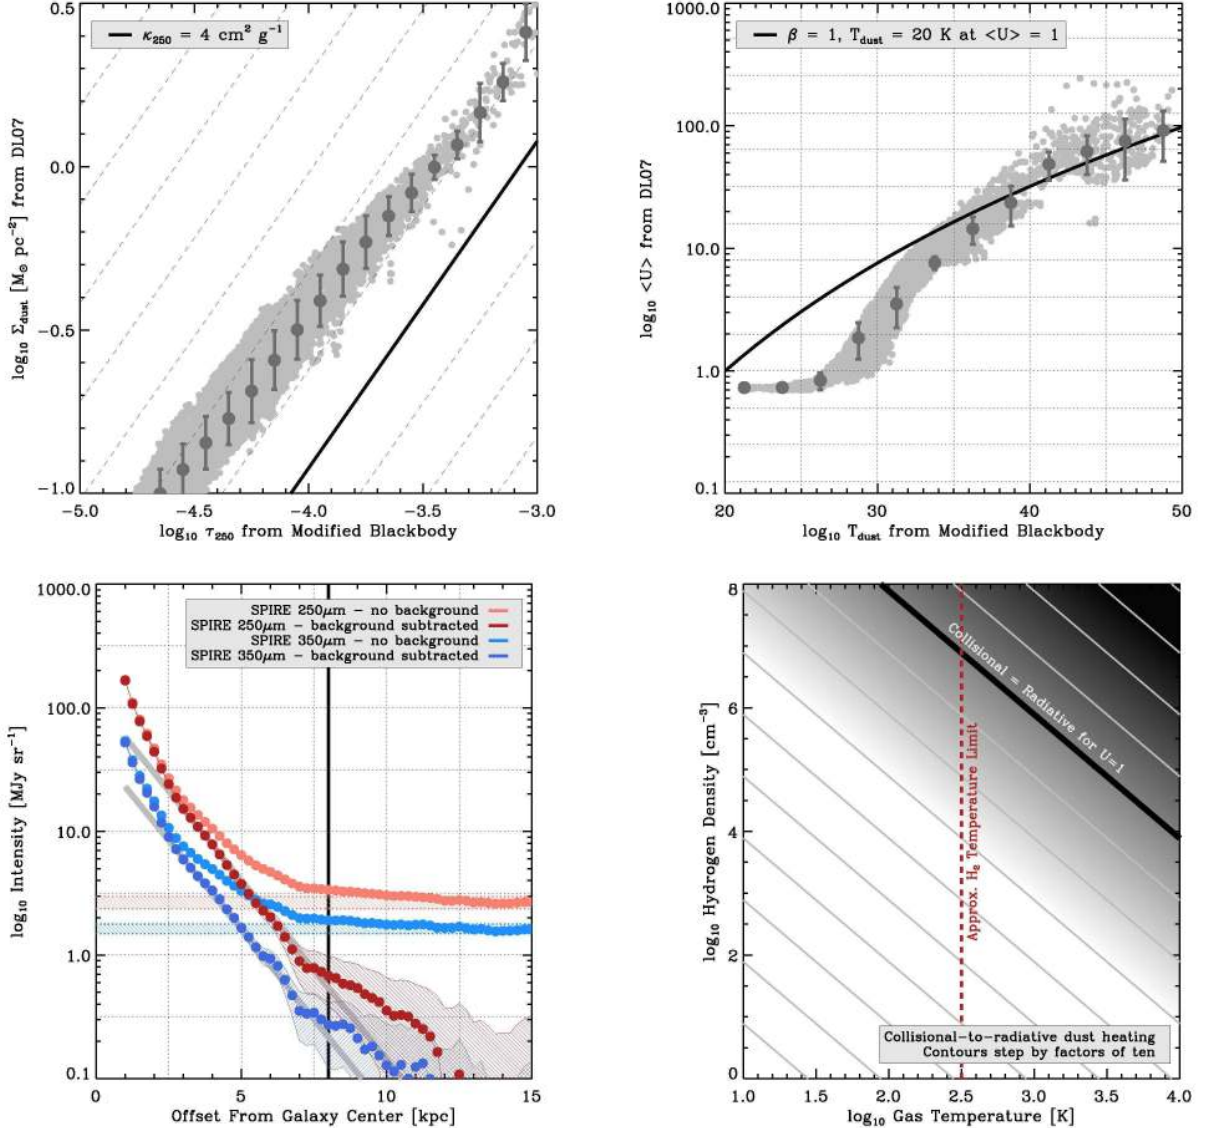 κ₂₅₀ = 4 cm² g⁻¹
log₁₀ Σ_dust [M⊙ pc⁻²] from DL07
0.5
0.0
−0.5
−1.0
−5.0
−4.5
−4.0
−3.5
−3.0
log₁₀ τ₂₅₀ from Modified Blackbody
β = 1, T_dust = 20 K at <U> = 1
log₁₀ <U> from DL07
1000.0
100.0
10.0
1.0
0.1
20
30
40
50
log₁₀ T_dust from Modified Blackbody
SPIRE 250μm − no background
SPIRE 250μm − background subtracted
SPIRE 350μm − no background
SPIRE 350μm − background subtracted
log₁₀ Intensity [MJy sr⁻¹]
1000.0
100.0
10.0
1.0
0.1
0
5
10
15
Offset From Galaxy Center [kpc]
log₁₀ Hydrogen Density [cm⁻³]
8
6
4
2
0
Collisional = Radiative for U=1
Approx. H₂ Temperature Limit
Collisional-to-radiative dust heating
Contours step by factors of ten
1.0
1.5
2.0
2.5
3.0
3.5
4.0
log₁₀ Gas Temperature [K]